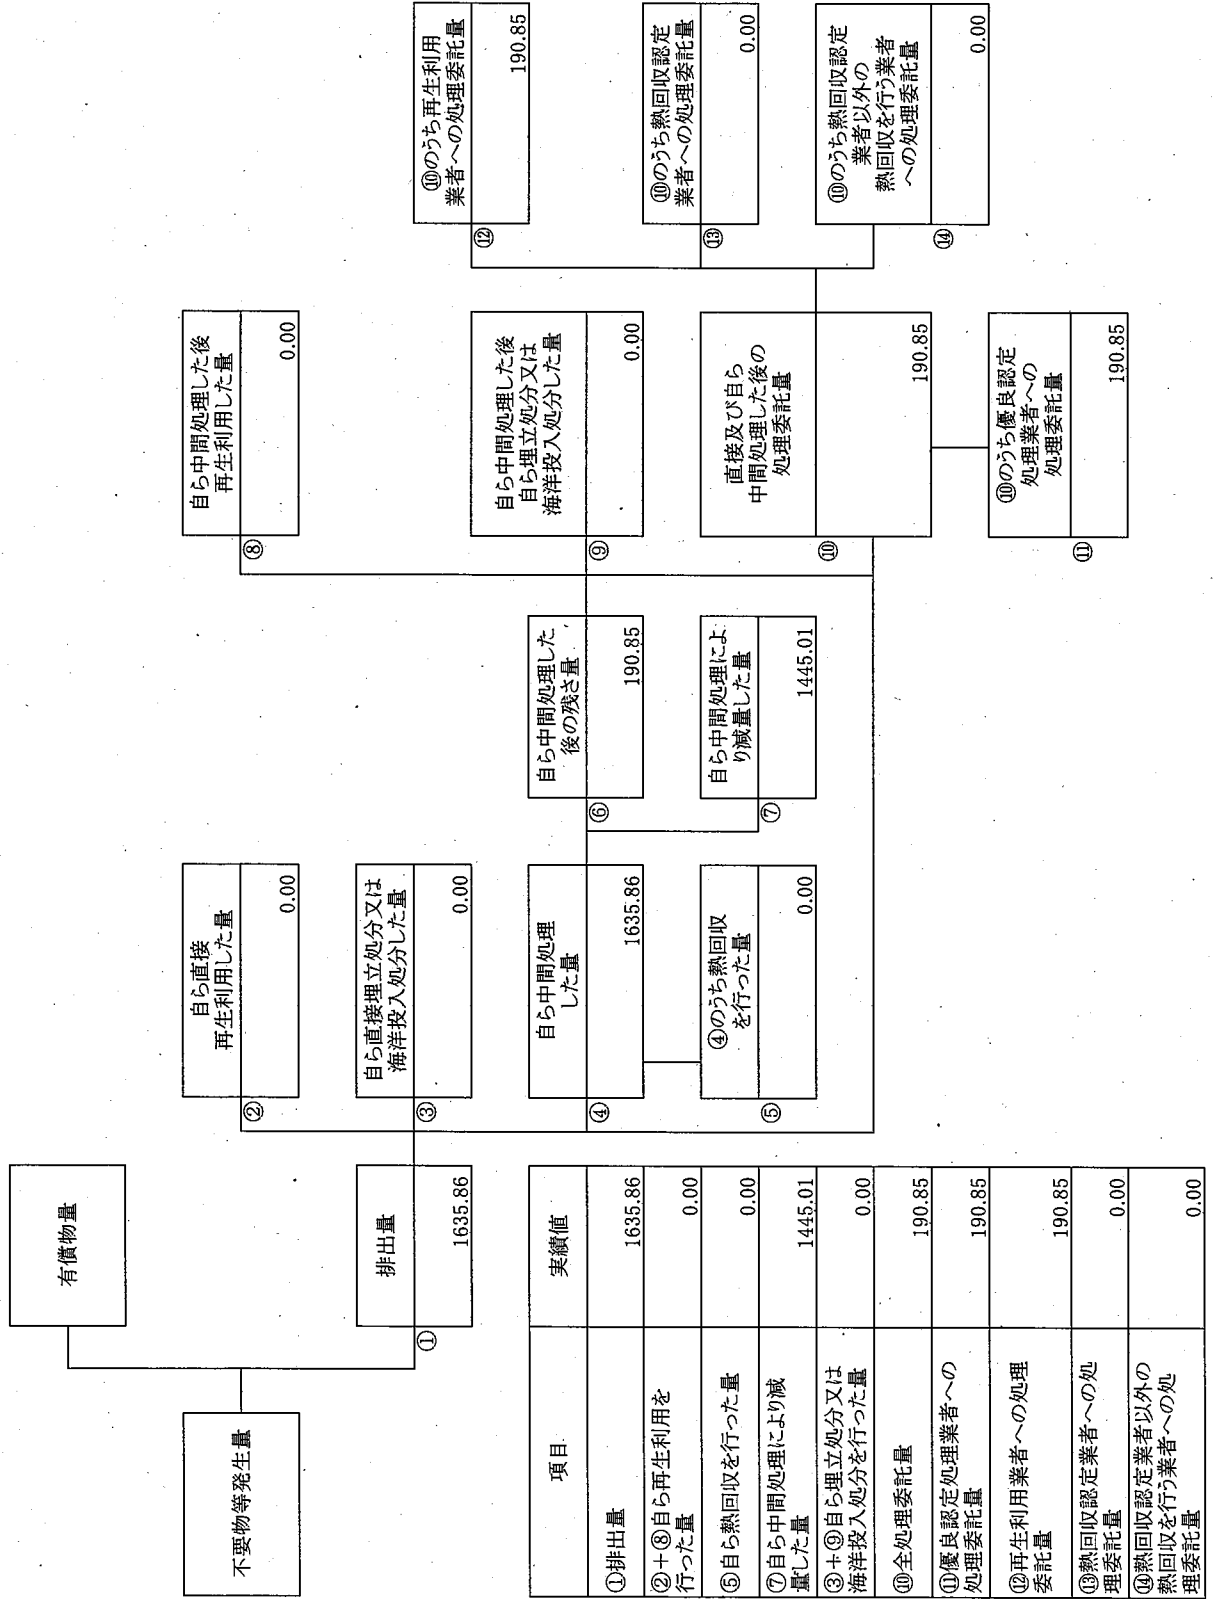 不要物等発生量
有償物量
排出量
①
1635.86
自ら直接
再生利用した量
②
0.00
自ら直接埋立処分又は
海洋投入処分した量
③
0.00
自ら中間処理
した量
④
1635.86
④のうち熱回収
を行った量
⑤
0.00
自ら中間処理した
後の残さ量
⑥
190.85
自ら中間処理によ
り減量した量
⑦
1445.01
自ら中間処理した後
再生利用した量
⑧
0.00
自ら中間処理した後
自ら埋立処分又は
海洋投入処分した量
⑨
0.00
直接及び自ら
中間処理した後の
処理委託量
⑩
190.85
⑩のうち優良認定
処理業者への
処理委託量
⑪
190.85
⑩のうち再生利用
業者への処理委託量
⑫
190.85
⑩のうち熱回収認定
業者への処理委託量
⑬
0.00
⑩のうち熱回収認定
業者以外の
熱回収を行う業者
への処理委託量
⑭
0.00
項目 実績値
①排出量 1635.86
②+⑧自ら再生利用を
行った量 0.00
⑤自ら熱回収を行った量 0.00
⑦自ら中間処理により減
量した量 1445.01
③+⑨自ら埋立処分又は
海洋投入処分を行った量 0.00
⑩全処理委託量 190.85
⑪優良認定処理業者への
処理委託量 190.85
⑫再生利用業者への処理
委託量 190.85
⑬熱回収認定業者への処
理委託量 0.00
⑭熱回収認定業者以外の
熱回収を行う業者への処
理委託量 0.00